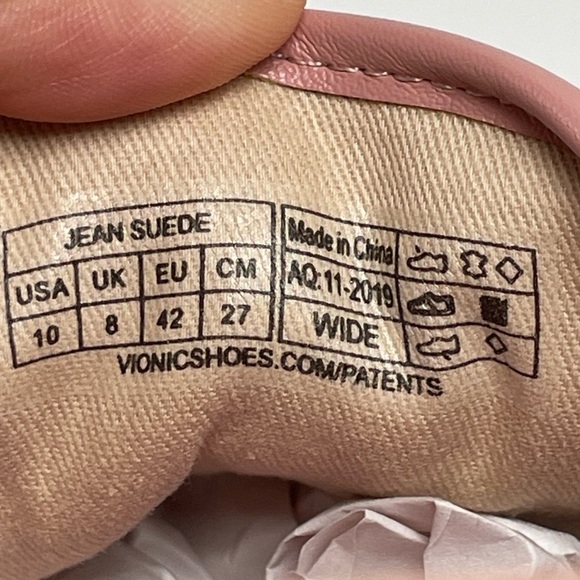 JEAN SUEDE
USA UK EU CM
10 8 42 27
Made in China
AQ.11-2019
WIDE
VIONICSHOES.COM/PATENTS